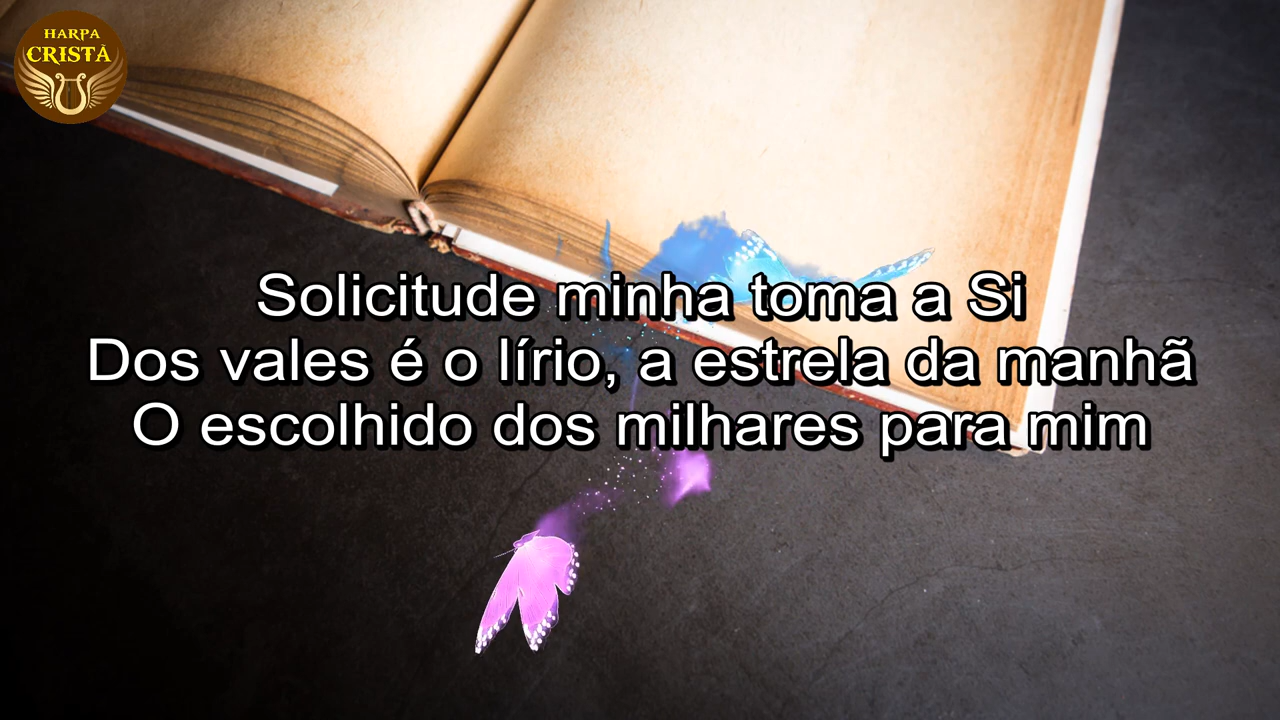 HARPA
CRISTÃ
Solicitude minha toma a Si
Dos vales é o lírio, a estrela da manhã
O escolhido dos milhares para mim